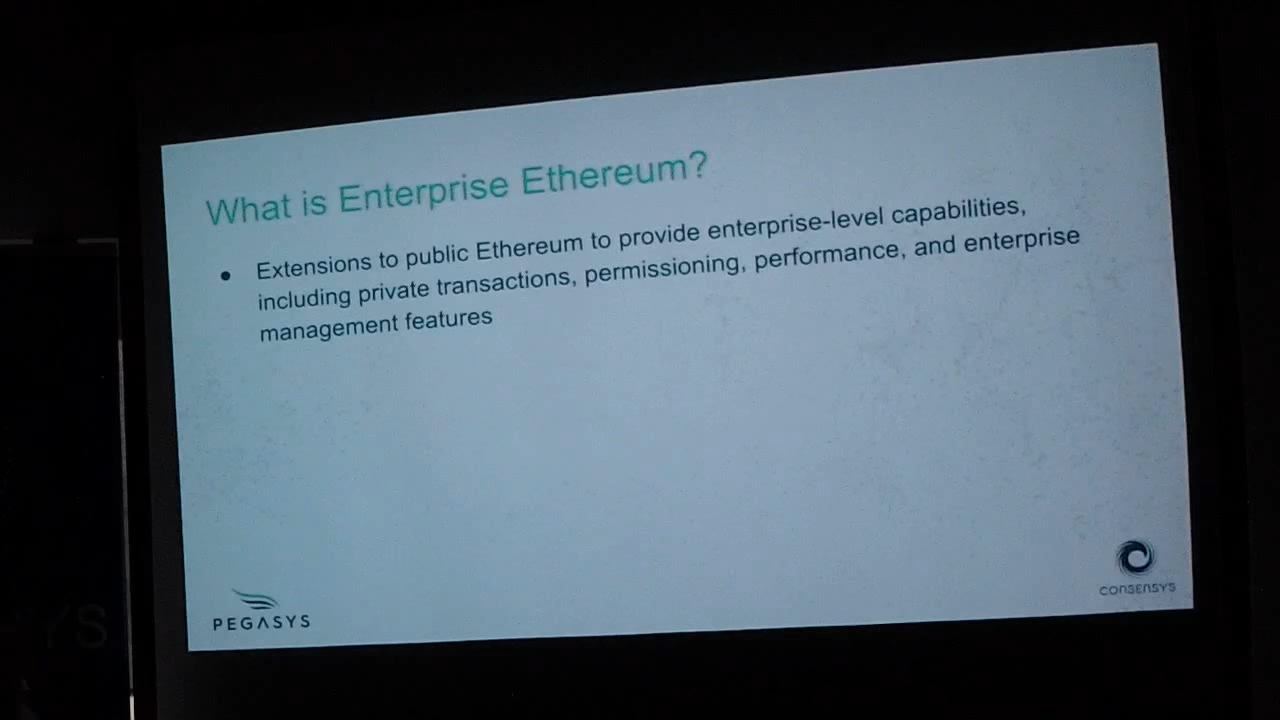 What is Enterprise Ethereum?
● Extensions to public Ethereum to provide enterprise-level capabilities,
including private transactions, permissioning, performance, and enterprise
management features
PEGASYS
CONSENSYS
YS